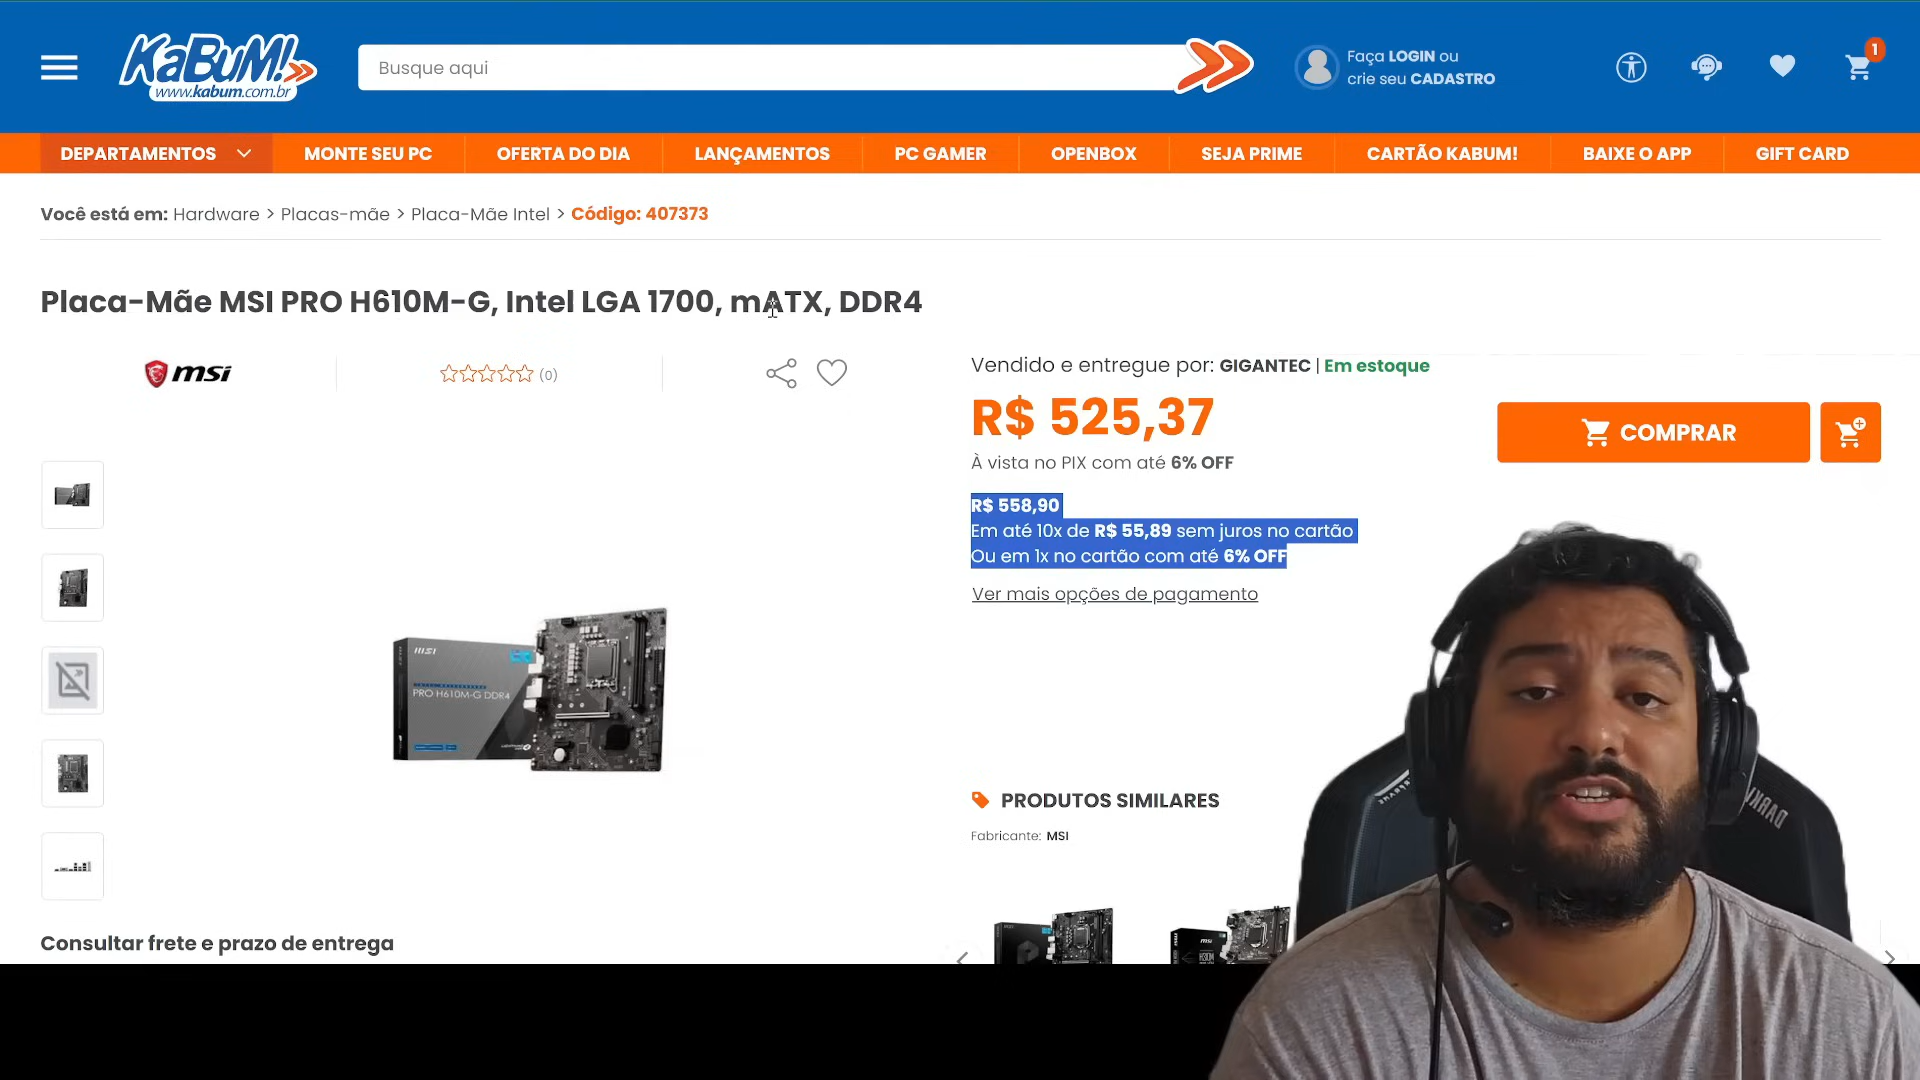 KaBuM!
www.kabum.com.br
Busque aqui
Faça LOGIN ou
crie seu CADASTRO
1
DEPARTAMENTOS
MONTE SEU PC
OFERTA DO DIA
LANÇAMENTOS
PC GAMER
OPENBOX
SEJA PRIME
CARTÃO KABUM!
BAIXE O APP
GIFT CARD
Você está em: Hardware > Placas-mãe > Placa-Mãe Intel > Código: 407373
Placa-Mãe MSI PRO H610M-G, Intel LGA 1700, mATX, DDR4
msi
(0)
Vendido e entregue por: GIGANTEC | Em estoque
R$ 525,37
À vista no PIX com até 6% OFF
COMPRAR
R$ 558,90
Em até 10x de R$ 55,89 sem juros no cartão
Ou em 1x no cartão com até 6% OFF
Ver mais opções de pagamento
msi
PRO H610M-G DDR4
PRODUTOS SIMILARES
Fabricante: MSI
msi
Consultar frete e prazo de entrega